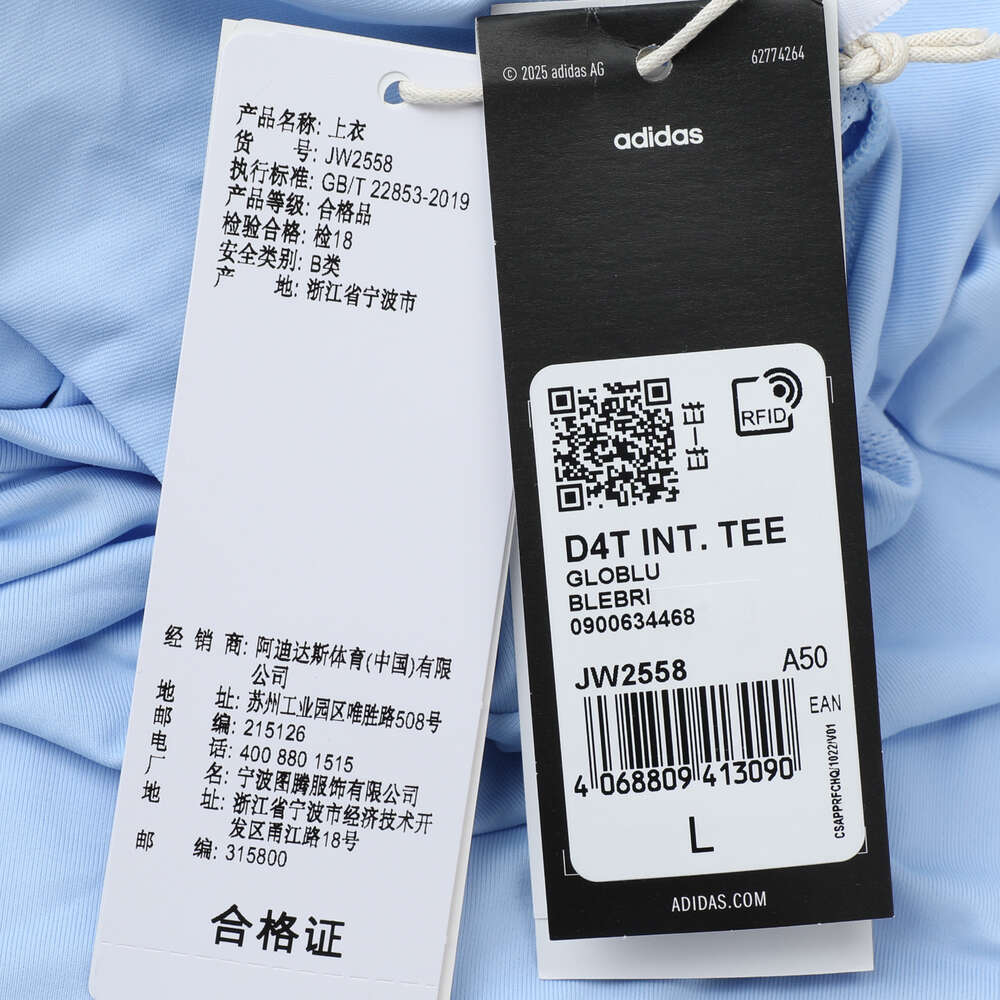 产品名称: 上衣
货 号: JW2558
执行标准: GB/T 22853-2019
产品等级: 合格品
检验合格: 检18
安全类别: B类
产 地: 浙江省宁波市
经 销 商: 阿迪达斯体育(中国)有限
公司
地 址: 苏州工业园区唯胜路508号
邮 编: 215126
电 话: 400 880 1515
厂 名: 宁波图腾服饰有限公司
地 址: 浙江省宁波市经济技术开
发区甬江路18号
邮 编: 315800
合格证
© 2025 adidas AG
62774264
adidas
扫一扫
RFID
D4T INT. TEE
GLOBLU
BLEBRI
0900634468
JW2558
A50
EAN
4 068809 413090
CSAPPRFCHQ/1022/V01
L
ADIDAS.COM